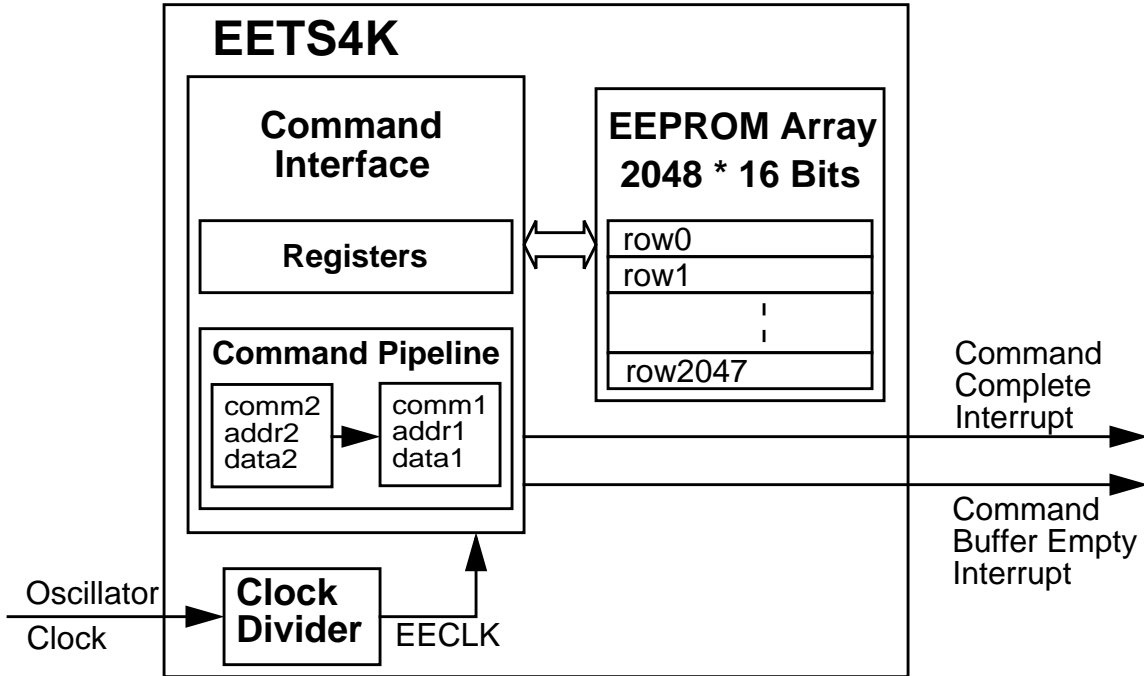 EETS4K
Command
Interface
Registers
Command Pipeline
comm2
addr2
data2
comm1
addr1
data1
EEPROM Array
2048 * 16 Bits
row0
row1
row2047
Command
Complete
Interrupt
Command
Buffer Empty
Interrupt
Oscillator
Clock
Clock
Divider
EECLK